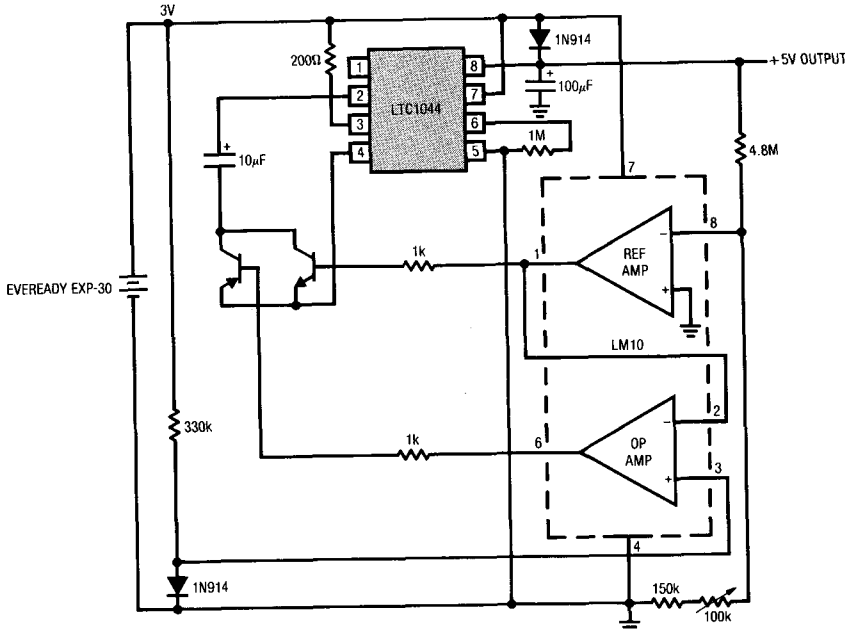 3V
200Ω
1N914
1
2
3
4
LTC1044
8
7
6
5
+
100µF
+5V OUTPUT
+
10µF
1M
4.8M
7
1k
1
REF
AMP
−
+
8
EVEREADY EXP-30
LM10
2
330k
1k
6
OP
AMP
−
+
3
4
1N914
150k
100k